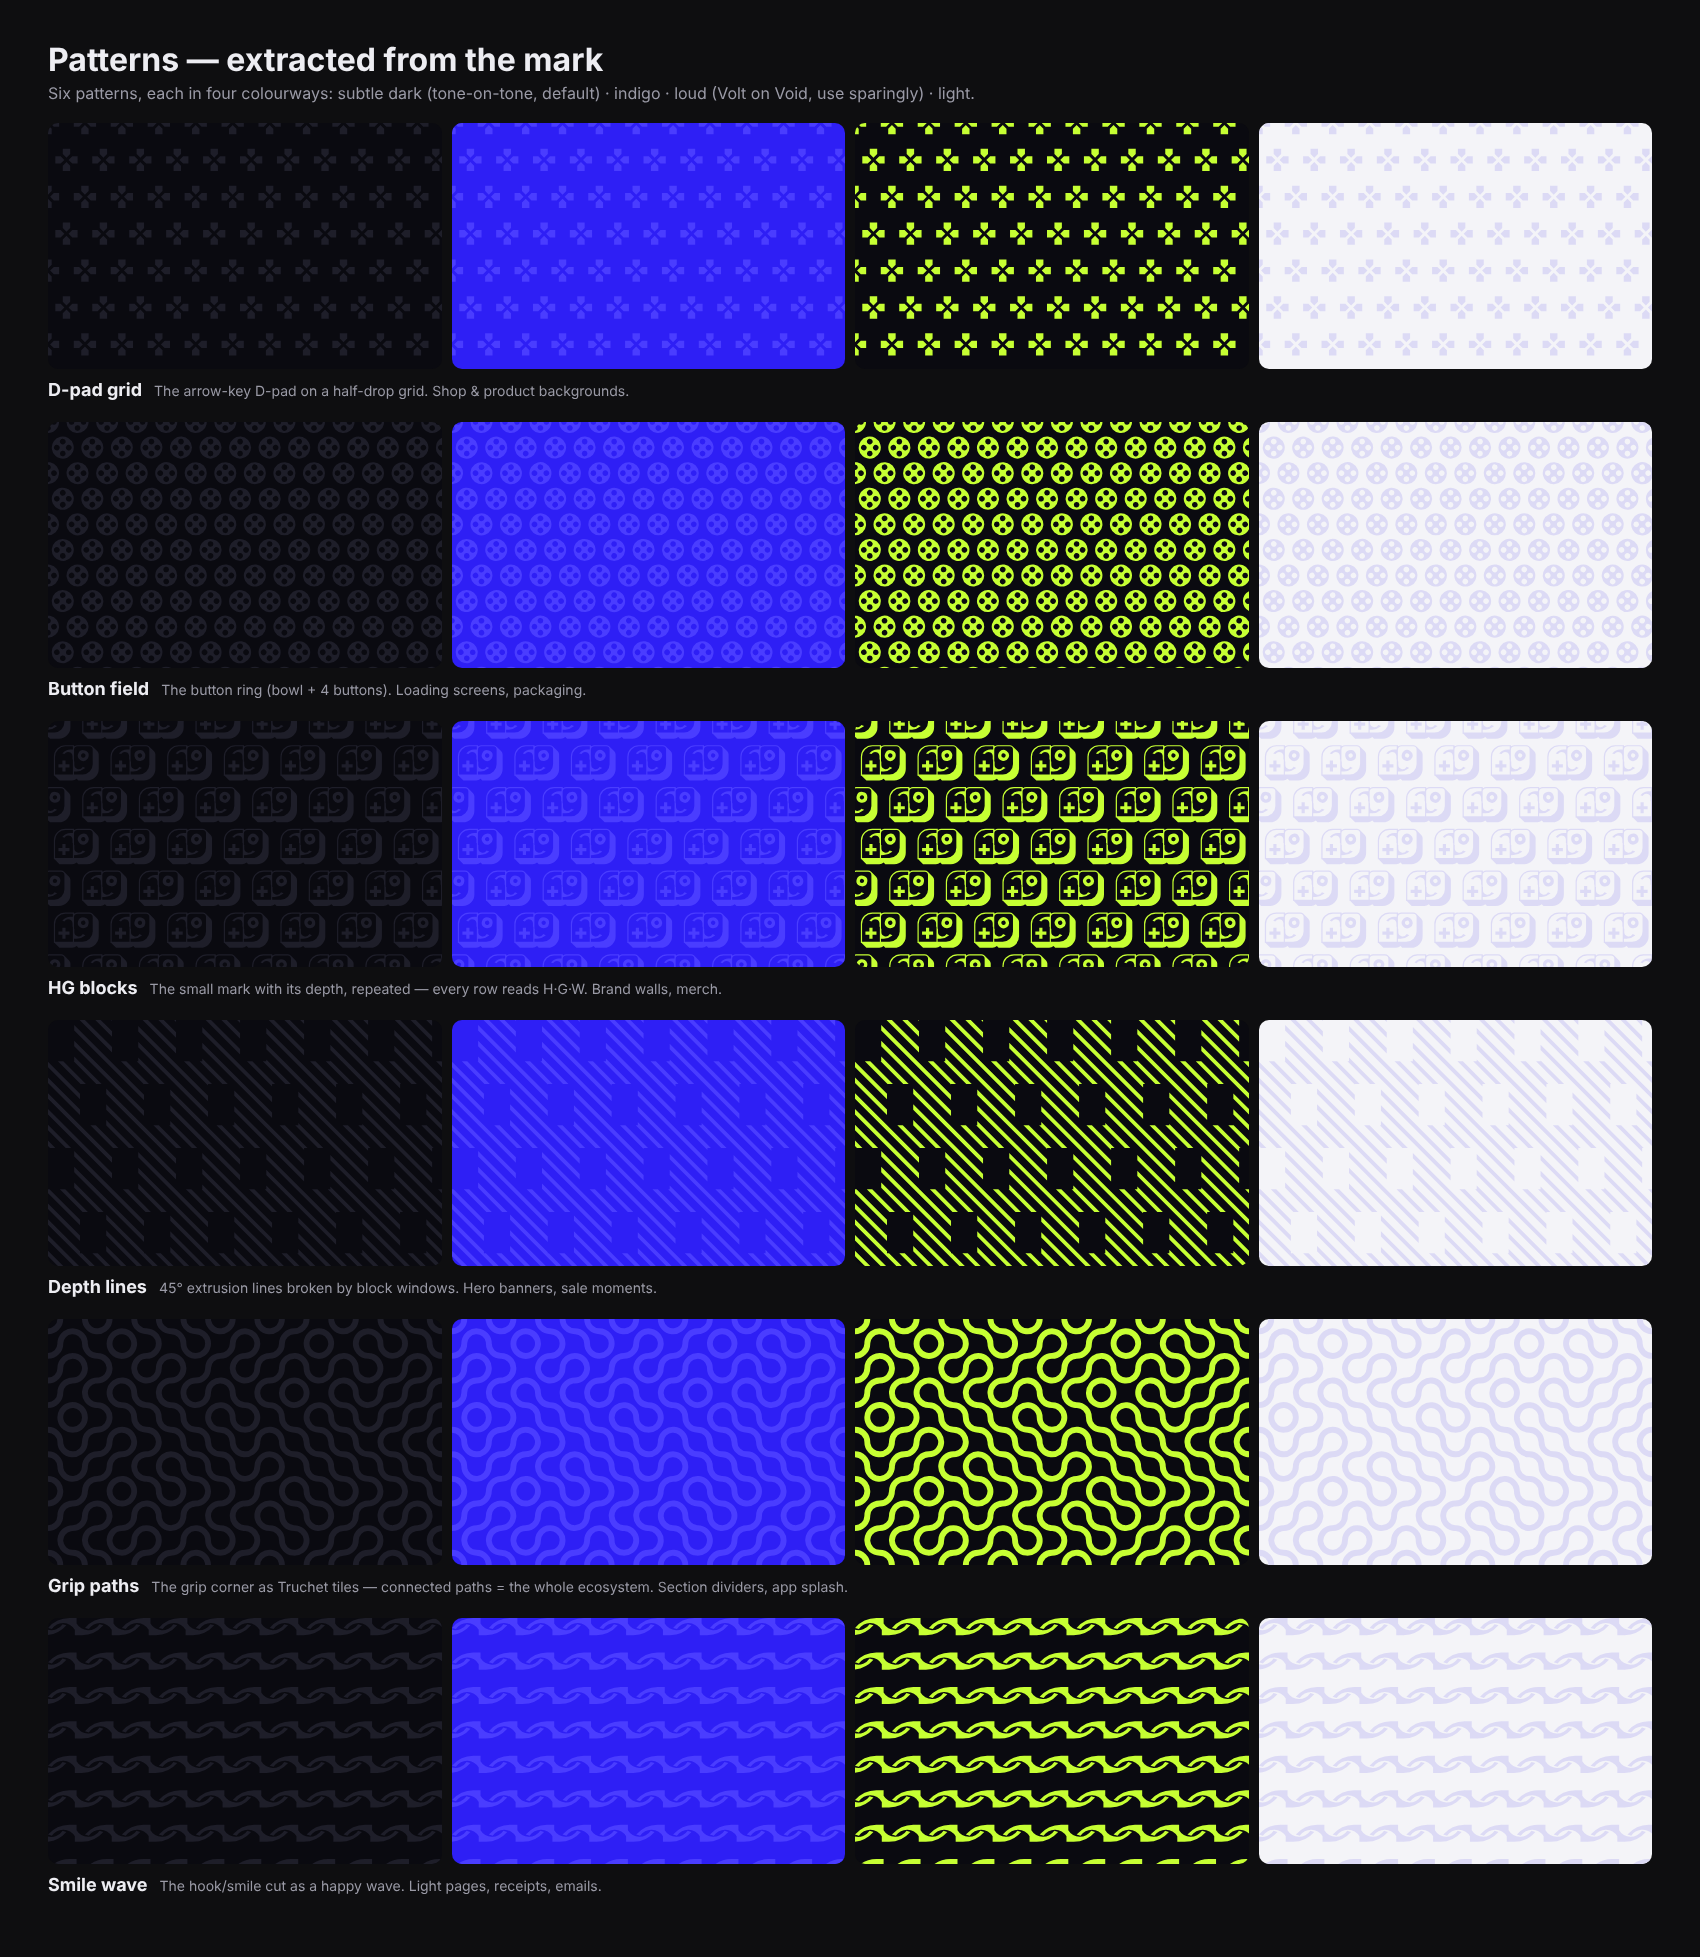 Patterns — extracted from the mark
Six patterns, each in four colourways: subtle dark (tone-on-tone, default) · indigo · loud (Volt on Void, use sparingly) · light.
D-pad grid The arrow-key D-pad on a half-drop grid. Shop & product backgrounds.
Button field The button ring (bowl + 4 buttons). Loading screens, packaging.
HG blocks The small mark with its depth, repeated — every row reads H·G·W. Brand walls, merch.
Depth lines 45° extrusion lines broken by block windows. Hero banners, sale moments.
Grip paths The grip corner as Truchet tiles — connected paths = the whole ecosystem. Section dividers, app splash.
Smile wave The hook/smile cut as a happy wave. Light pages, receipts, emails.